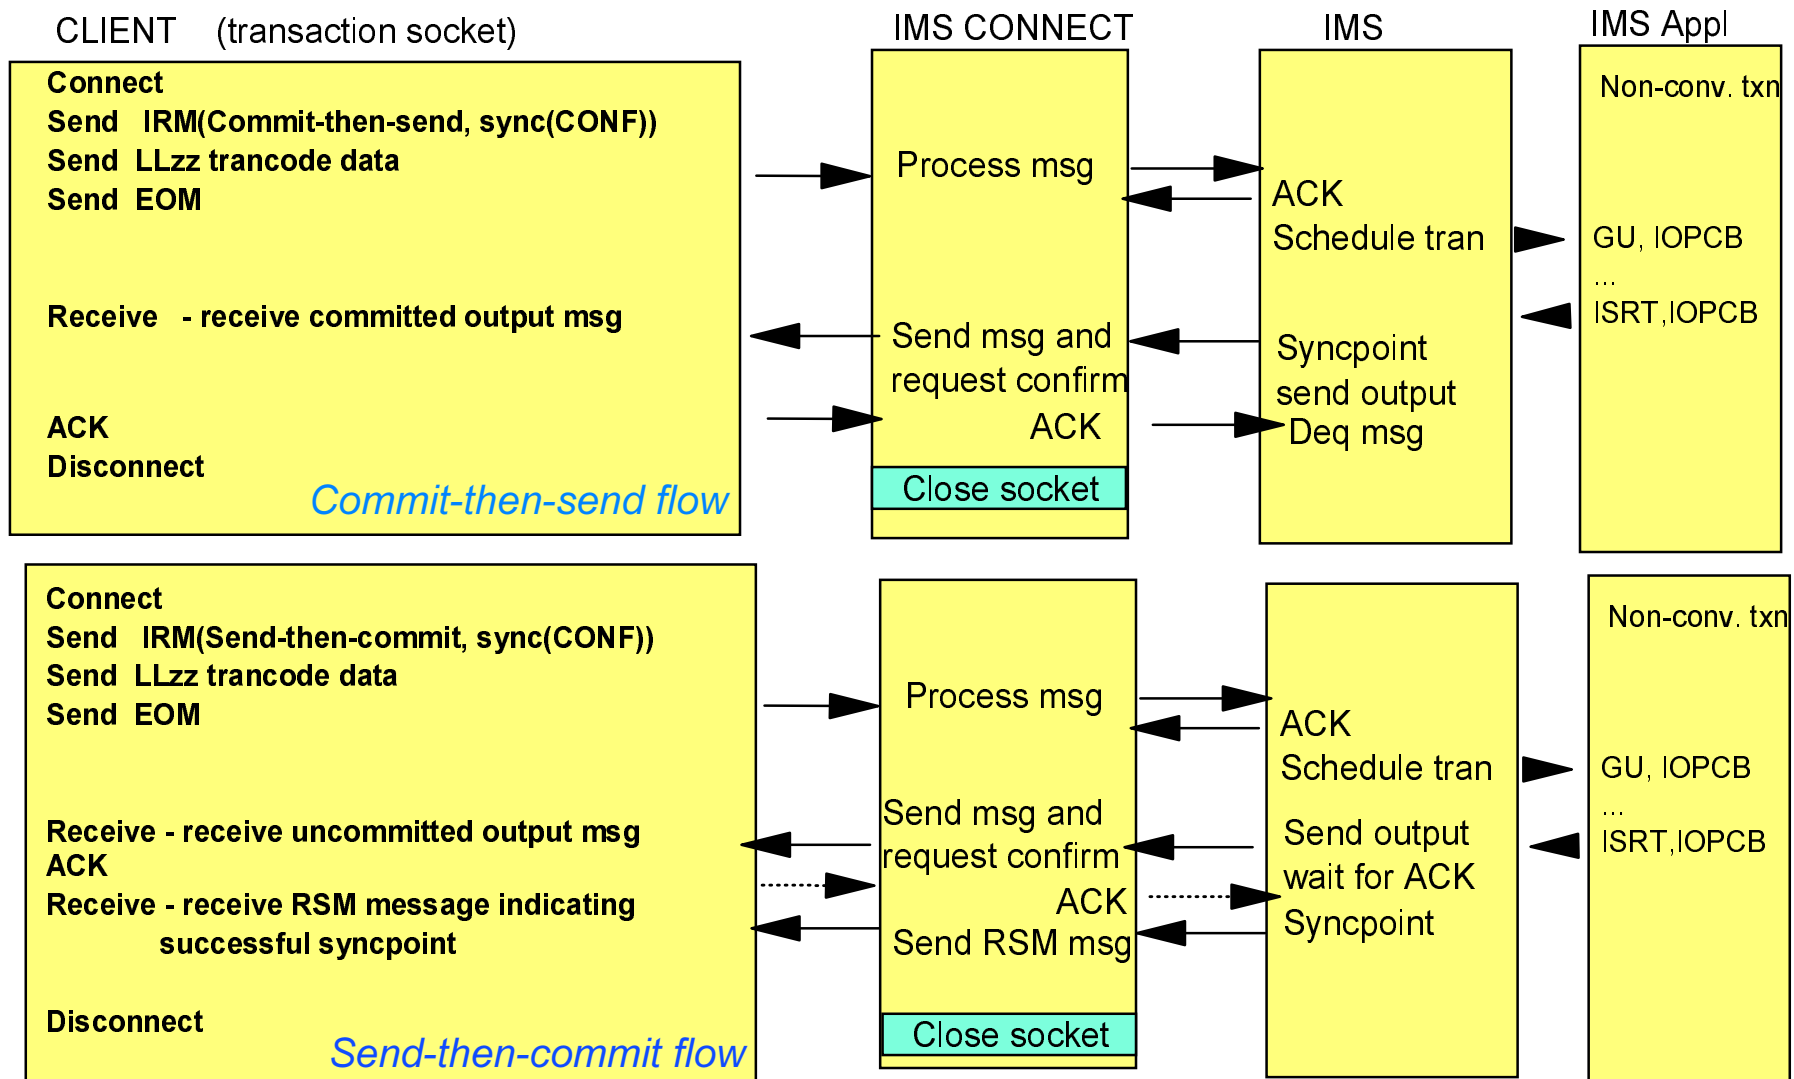 CLIENT (transaction socket)
IMS CONNECT
IMS
IMS Appl
Connect
Send IRM(Commit-then-send, sync(CONF))
Send LLzz trancode data
Send EOM
Receive - receive committed output msg
ACK
Disconnect
Commit-then-send flow
Process msg
Send msg and
request confirm
ACK
Close socket
ACK
Schedule tran
Syncpoint
send output
Deq msg
Non-conv. txn
GU, IOPCB
...
ISRT,IOPCB
Connect
Send IRM(Send-then-commit, sync(CONF))
Send LLzz trancode data
Send EOM
Receive - receive uncommitted output msg
ACK
Receive - receive RSM message indicating
successful syncpoint
Disconnect
Send-then-commit flow
Process msg
Send msg and
request confirm
ACK
Send RSM msg
Close socket
ACK
Schedule tran
Send output
wait for ACK
Syncpoint
Non-conv. txn
GU, IOPCB
...
ISRT,IOPCB